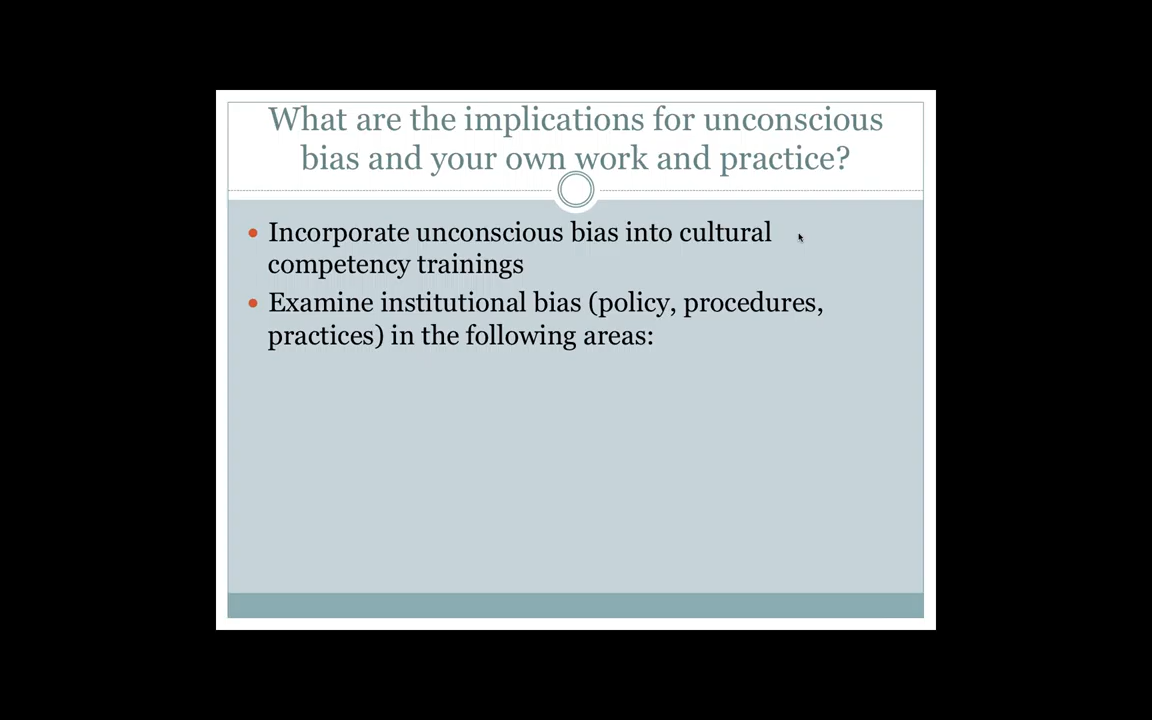 What are the implications for unconscious
bias and your own work and practice?
• Incorporate unconscious bias into cultural
competency trainings
• Examine institutional bias (policy, procedures,
practices) in the following areas: